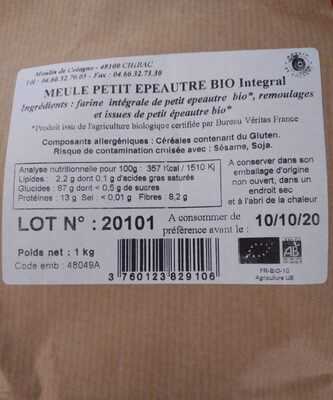 Moulin de Cologne - 48100 CHIRAC
Tél : 04.66.32.70.03 - Fax : 04.66.32.73.30
MEULE PETIT EPEAUTRE BIO Integral
Ingrédients : farine intégrale de petit epeautre bio*, remoulages
et issues de petit épeautre bio*
*Produit issu de l'agriculture biologique certifiée par Bureau Véritas France
Composants allergéniques : Céréales contenant du Gluten.
Risque de contamination croisée avec : Sésame, Soja.
Analyse nutritionnelle pour 100g : 357 Kcal / 1510 Kj
Lipides : 2,2 g dont 0,1 g d'acides gras saturés
Glucides : 67 g dont < 0,5 g de sucres
Protéines : 13 g Sel : < 0,01 g Fibres : 8,2 g
A conserver dans son
emballage d'origine
non ouvert, dans un
endroit sec
et à l'abri de la chaleur
LOT N° : 20101
A consommer de
préférence avant le :
10/10/20
Poids net : 1 kg
Code emb : 48049A
3 760123 829106
FR-BIO-10
Agriculture UE
AB